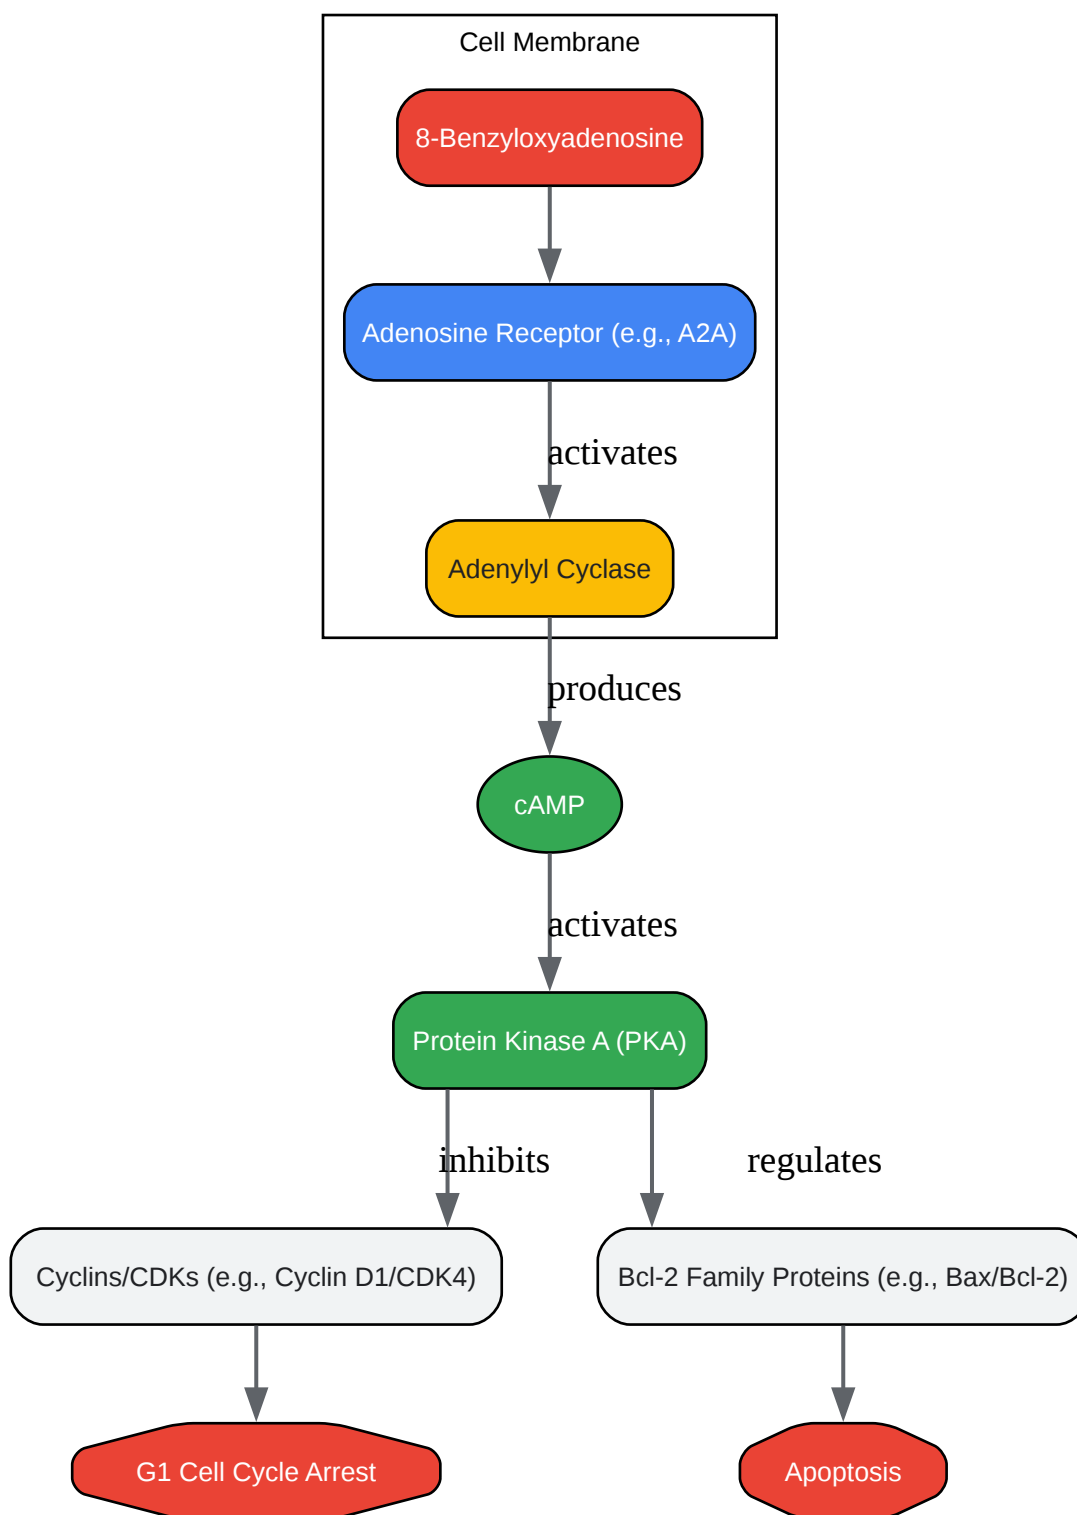 Cell Membrane
8-Benzyloxyadenosine
Adenosine Receptor (e.g., A2A)
activates
Adenylyl Cyclase
produces
cAMP
activates
Protein Kinase A (PKA)
inhibits
regulates
Cyclins/CDKs (e.g., Cyclin D1/CDK4)
Bcl-2 Family Proteins (e.g., Bax/Bcl-2)
G1 Cell Cycle Arrest
Apoptosis